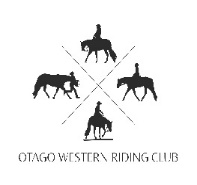 OTAGO WESTERN RIDING CLUB